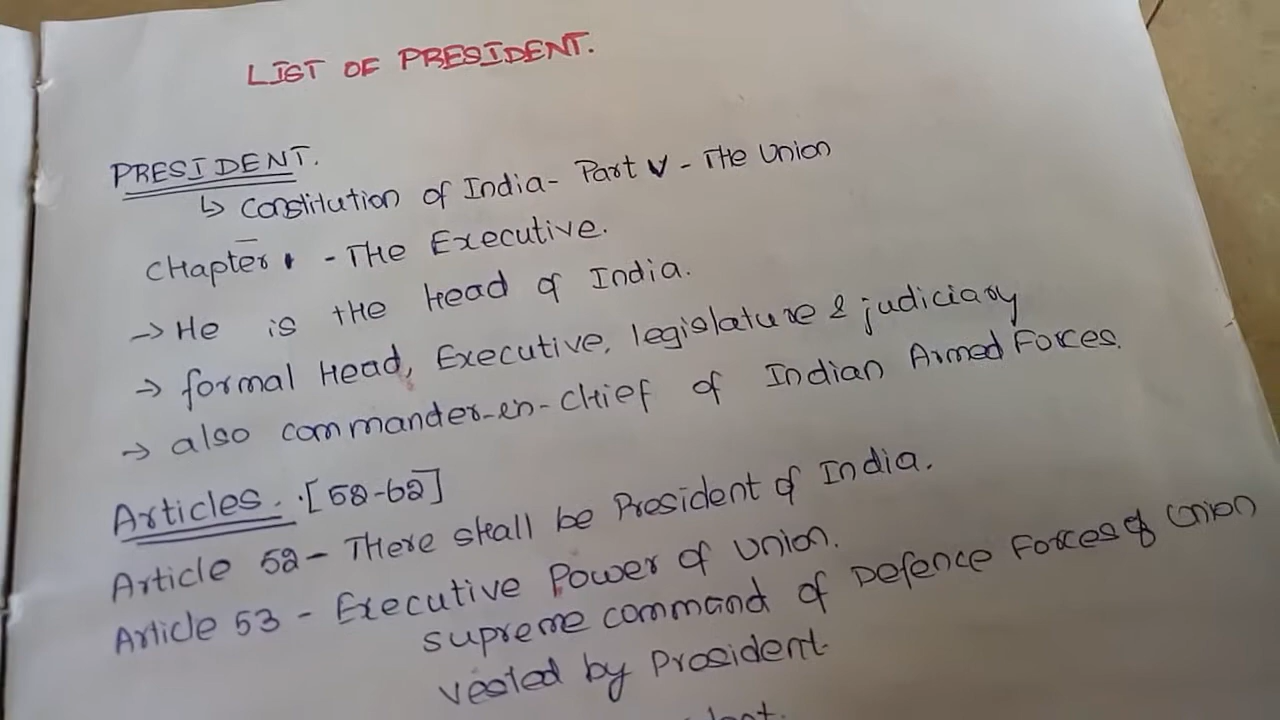 LIST OF PRESIDENT.
PRESIDENT.
↳ Constitution of India - Part V - The Union
CHapter 1 - THe Executive.
→ He is tHe Head of India.
→ formal Head, Executive, legislature & judiciary
→ also commander-en-Chief of Indian Armed Forces.
Articles. [52-62]
Article 52 - THere shall be President of India.
Article 53 - Executive Power of Union.
supreme command of Defence Forces of Union
vested by President.